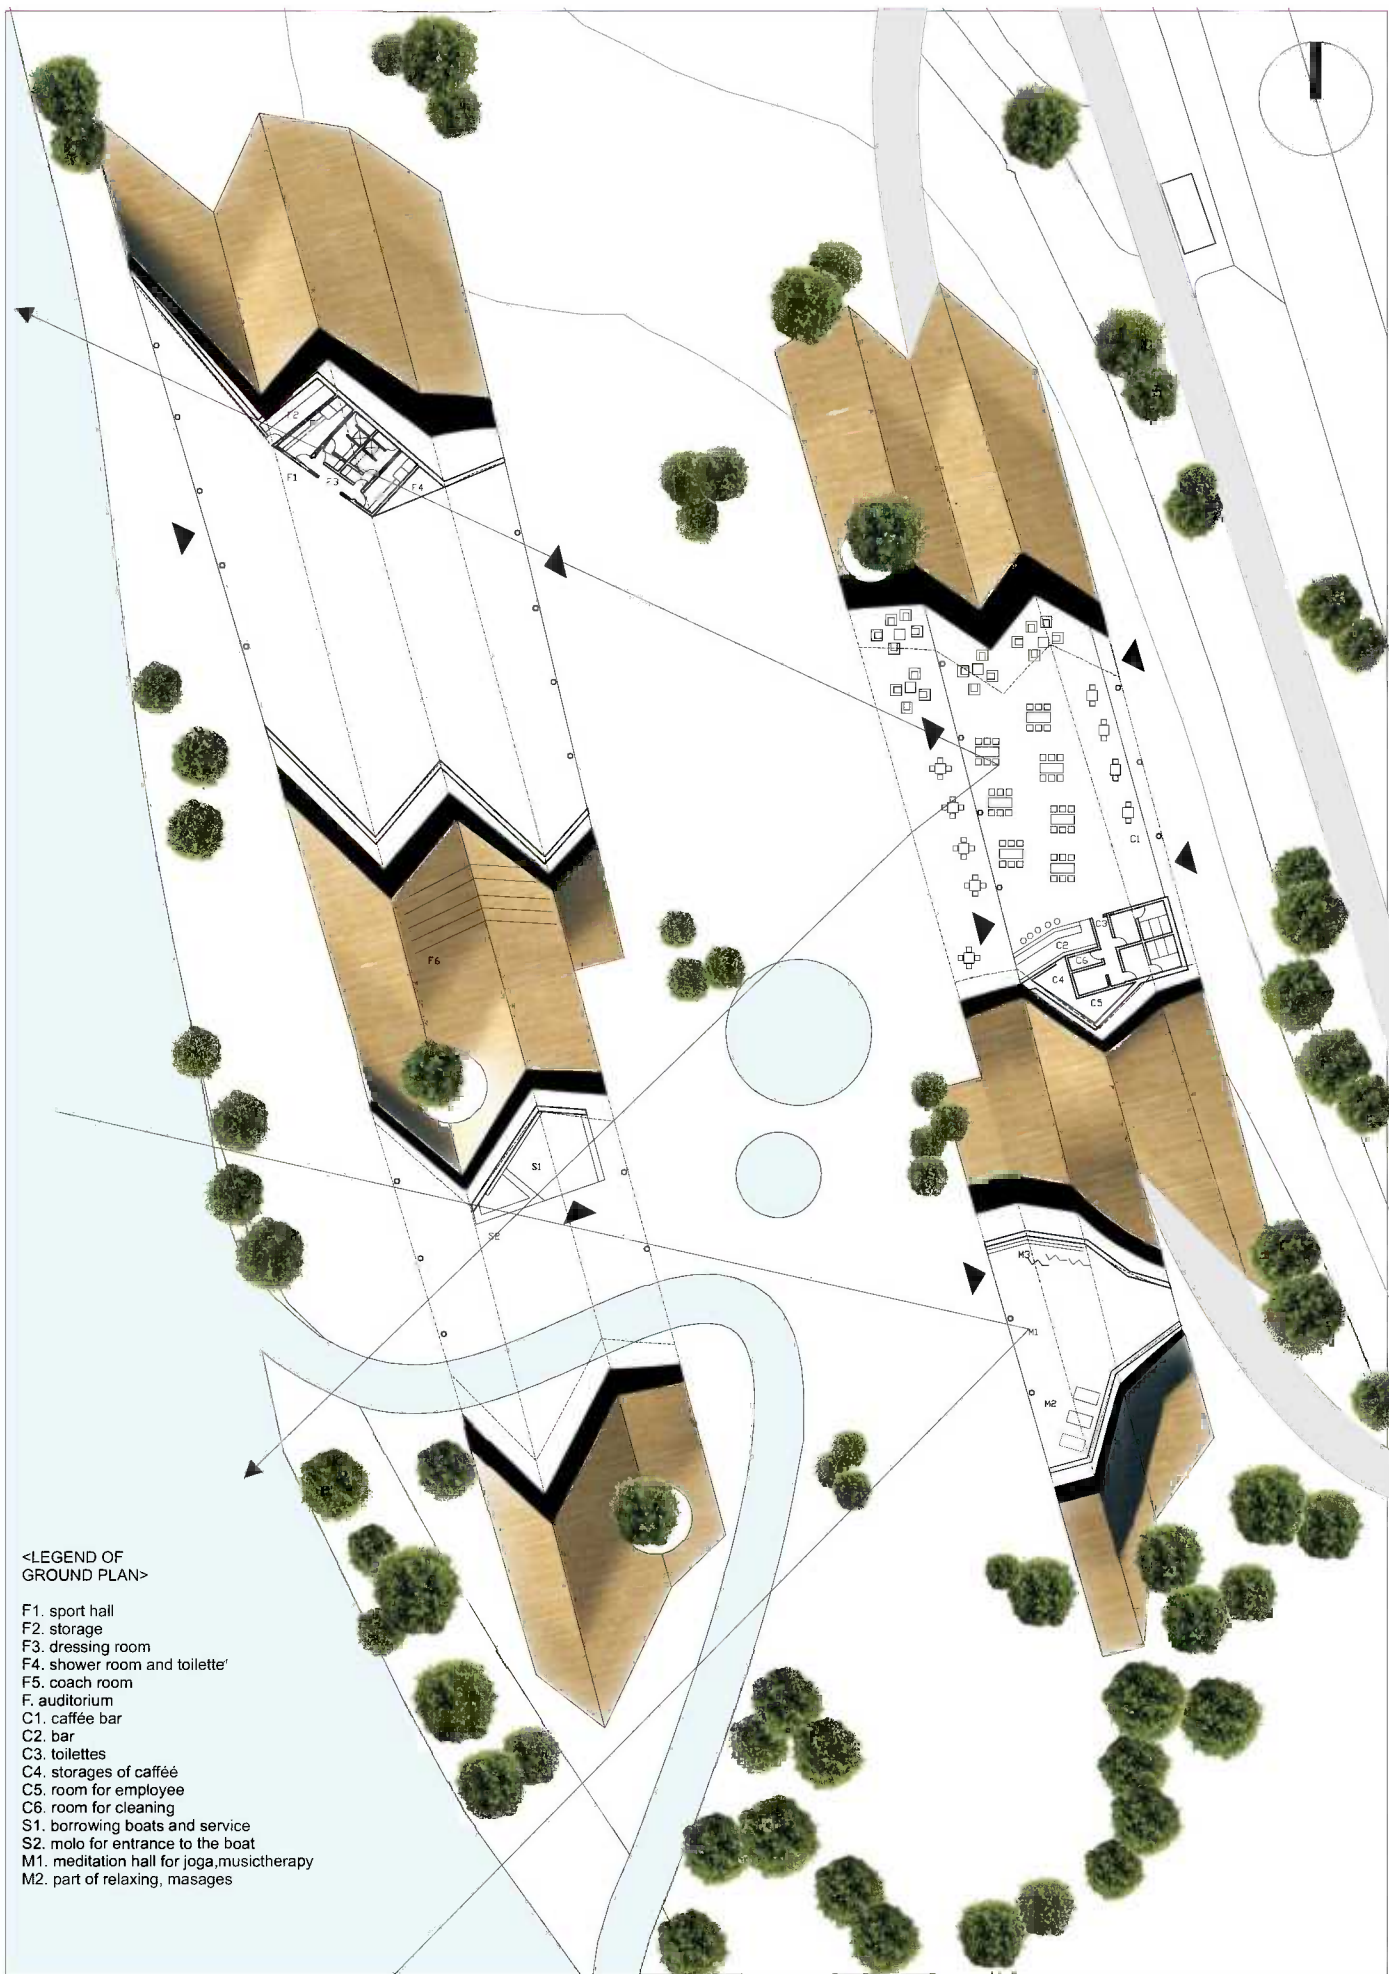 F2
F1
F3
F4
C1
C3
C2
C6
C4
C5
F6
S1
S2
M3
M1
M2
<LEGEND OF
GROUND PLAN>
F1. sport hall
F2. storage
F3. dressing room
F4. shower room and toilette'
F5. coach room
F. auditorium
C1. caffée bar
C2. bar
C3. toilettes
C4. storages of cafféé
C5. room for employee
C6. room for cleaning
S1. borrowing boats and service
S2. molo for entrance to the boat
M1. meditation hall for joga,musictherapy
M2. part of relaxing, masages